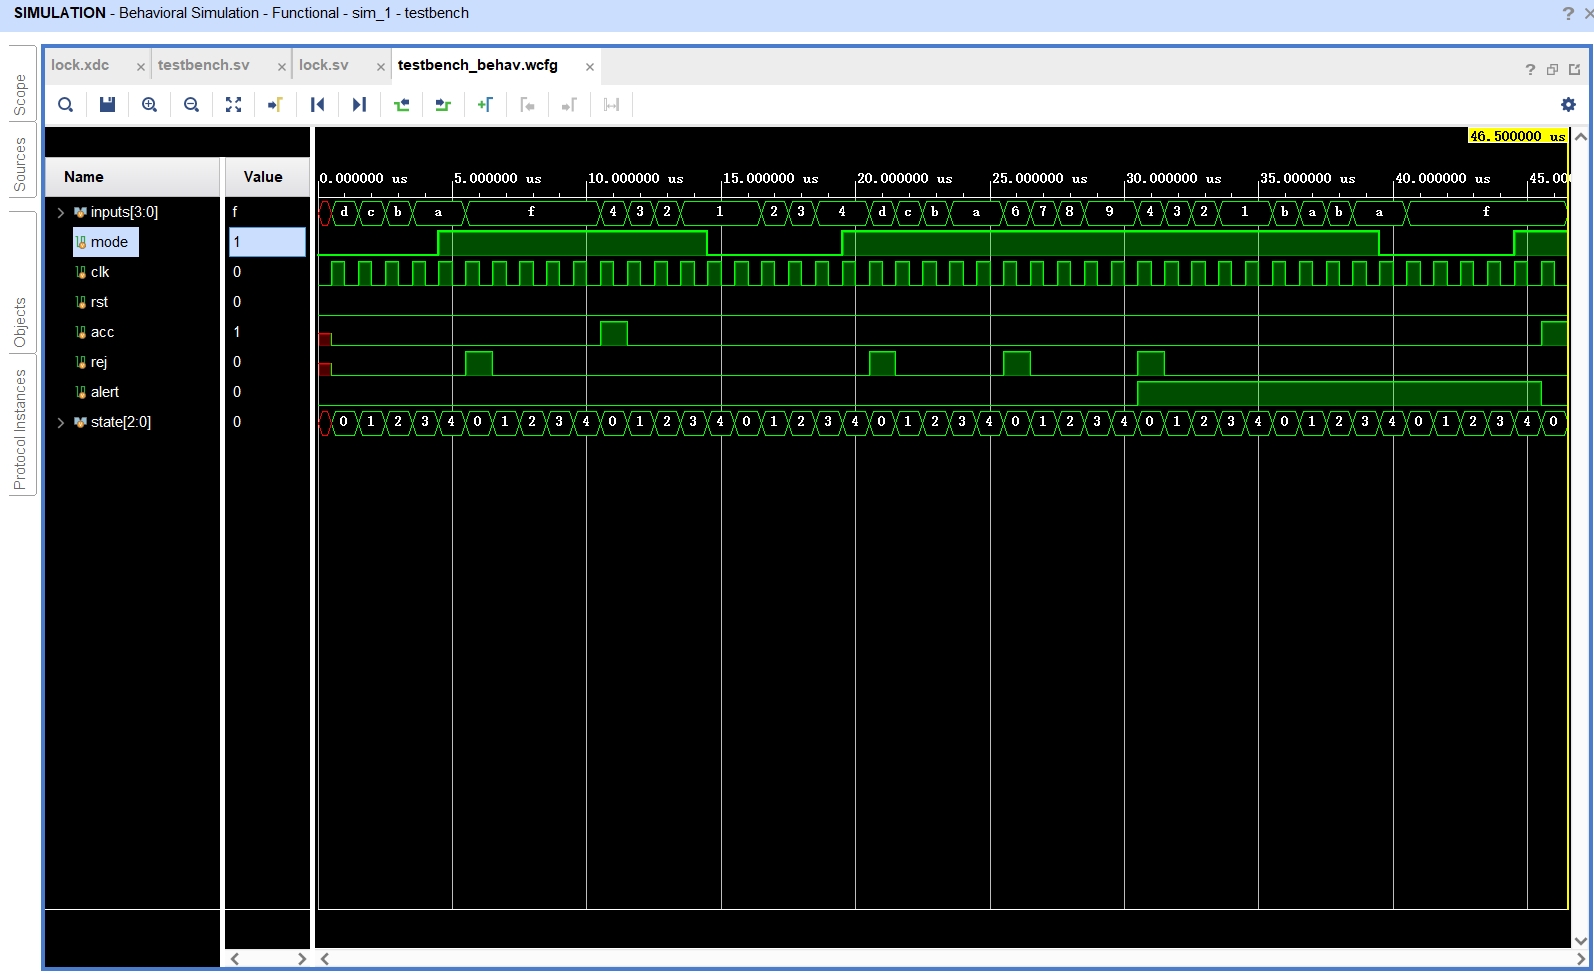 SIMULATION - Behavioral Simulation - Functional - sim_1 - testbench
lock.xdc testbench.sv lock.sv testbench_behav.wcfg
Scope
Sources
Objects
Protocol Instances
46.500000 us
Name Value
0.000000 us 5.000000 us 10.000000 us 15.000000 us 20.000000 us 25.000000 us 30.000000 us 35.000000 us 40.000000 us 45.00
inputs[3:0] f d c b a f 4 3 2 1 2 3 4 d c b a 6 7 8 9 4 3 2 1 b a b a f
mode 1
clk 0
rst 0
acc 1
rej 0
alert 0
state[2:0] 0 0 1 2 3 4 0 1 2 3 4 0 1 2 3 4 0 1 2 3 4 0 1 2 3 4 0 1 2 3 4 0 1 2 3 4 0 1 2 3 4 0 1 2 3 4 0